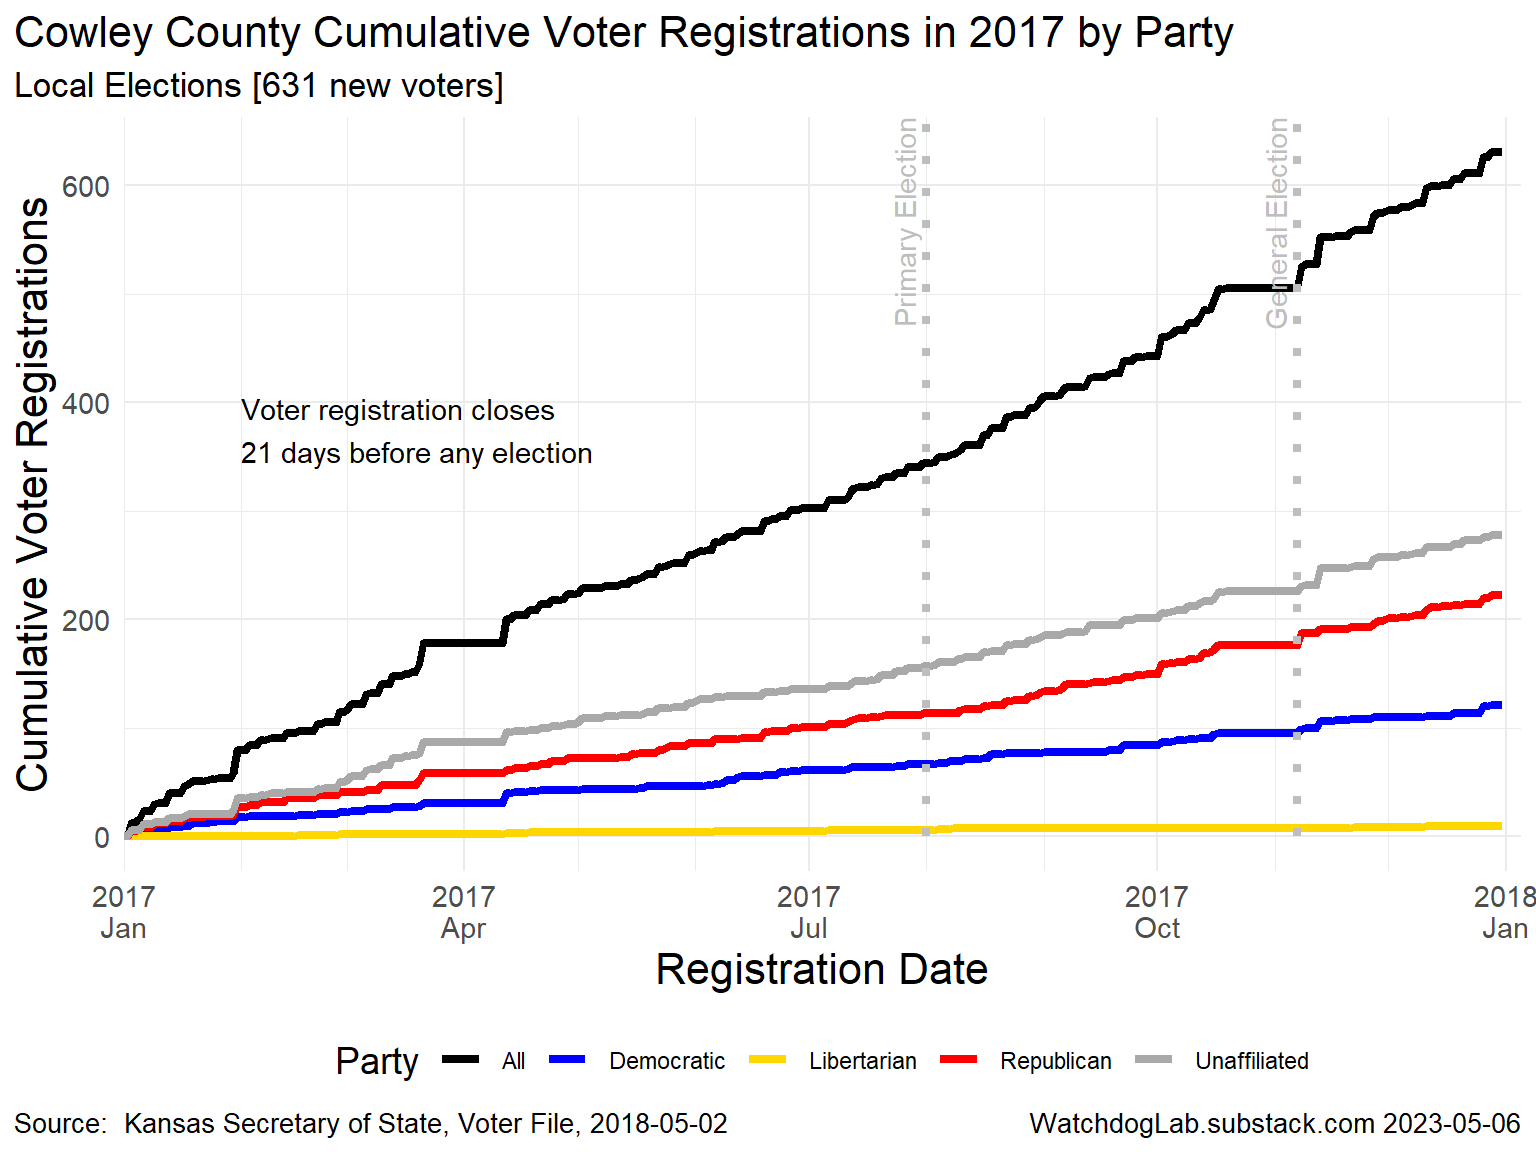 Cowley County Cumulative Voter Registrations in 2017 by Party
Local Elections [631 new voters]
Cumulative Voter Registrations
600
400
200
0
Primary Election
General Election
Voter registration closes
21 days before any election
2017 2017 2017 2017 2018
Jan Apr Jul Oct Jan
Registration Date
Party All Democratic Libertarian Republican Unaffiliated
Source:  Kansas Secretary of State, Voter File, 2018-05-02 WatchdogLab.substack.com 2023-05-06